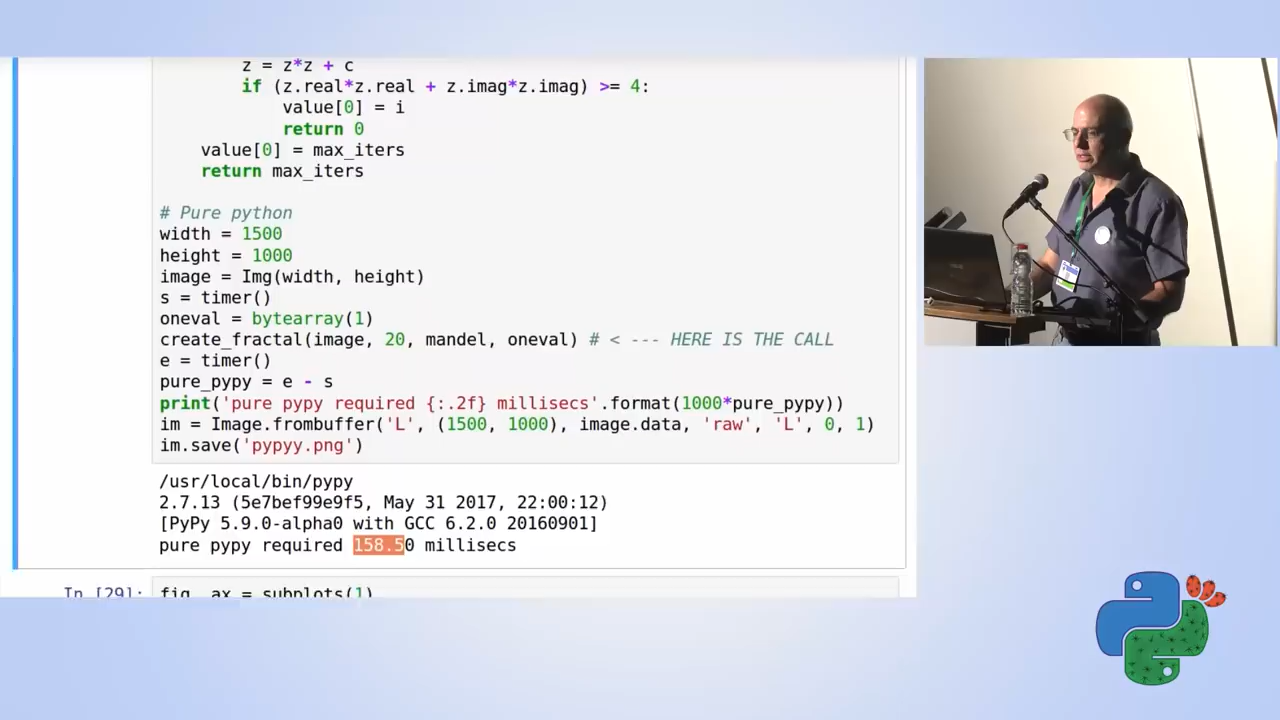 z = z*z + c
if (z.real*z.real + z.imag*z.imag) >= 4:
value[0] = i
return 0
value[0] = max_iters
return max_iters
# Pure python
width = 1500
height = 1000
image = Img(width, height)
s = timer()
oneval = bytearray(1)
create_fractal(image, 20, mandel, oneval) # < --- HERE IS THE CALL
e = timer()
pure_pypy = e - s
print('pure pypy required {:.2f} millisecs'.format(1000*pure_pypy))
im = Image.frombuffer('L', (1500, 1000), image.data, 'raw', 'L', 0, 1)
im.save('pypyy.png')
/usr/local/bin/pypy
2.7.13 (5e7bef99e9f5, May 31 2017, 22:00:12)
[PyPy 5.9.0-alpha0 with GCC 6.2.0 20160901]
pure pypy required 158.50 millisecs
In [29]: fig, ax = subplots(1)